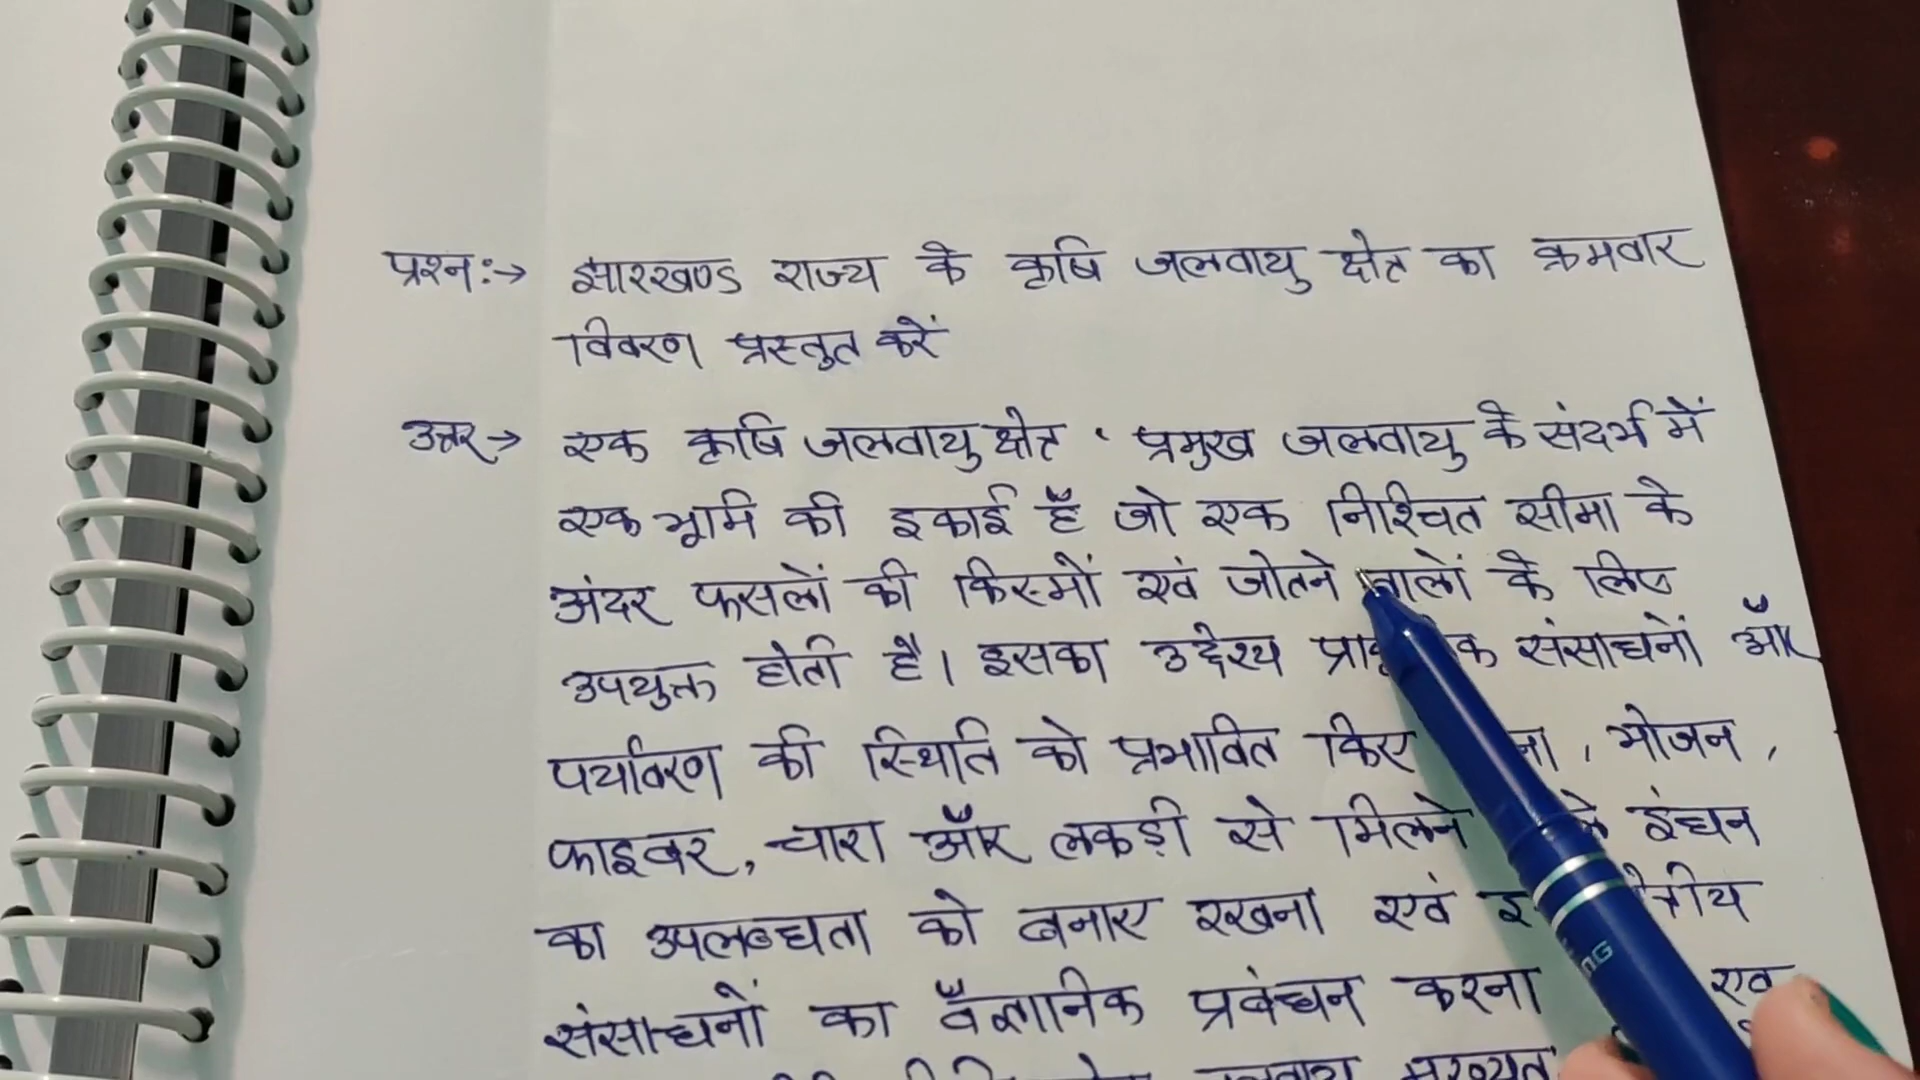 प्रश्न:→ झारखण्ड राज्य के कृषि जलवायु क्षेत्र का क्रमवार
विवरण प्रस्तुत करें
उत्तर→ एक कृषि जलवायु क्षेत्र प्रमुख जलवायु के संदर्भ में
एक भूमि की इकाई है जो एक निश्चित सीमा के
अंदर फसलों की किस्मों एवं जोतने वालों के लिए
उपयुक्त होती है। इसका उद्देश्य संसाधनों और
पर्यावरण की स्थिति को प्रभावित किए , भोजन,
फाइबर, चारा और लकड़ी से मिलने इंधन
का उपलब्धता को बनाए रखना एवं
संसाधनों का वैज्ञानिक प्रबंधन करना